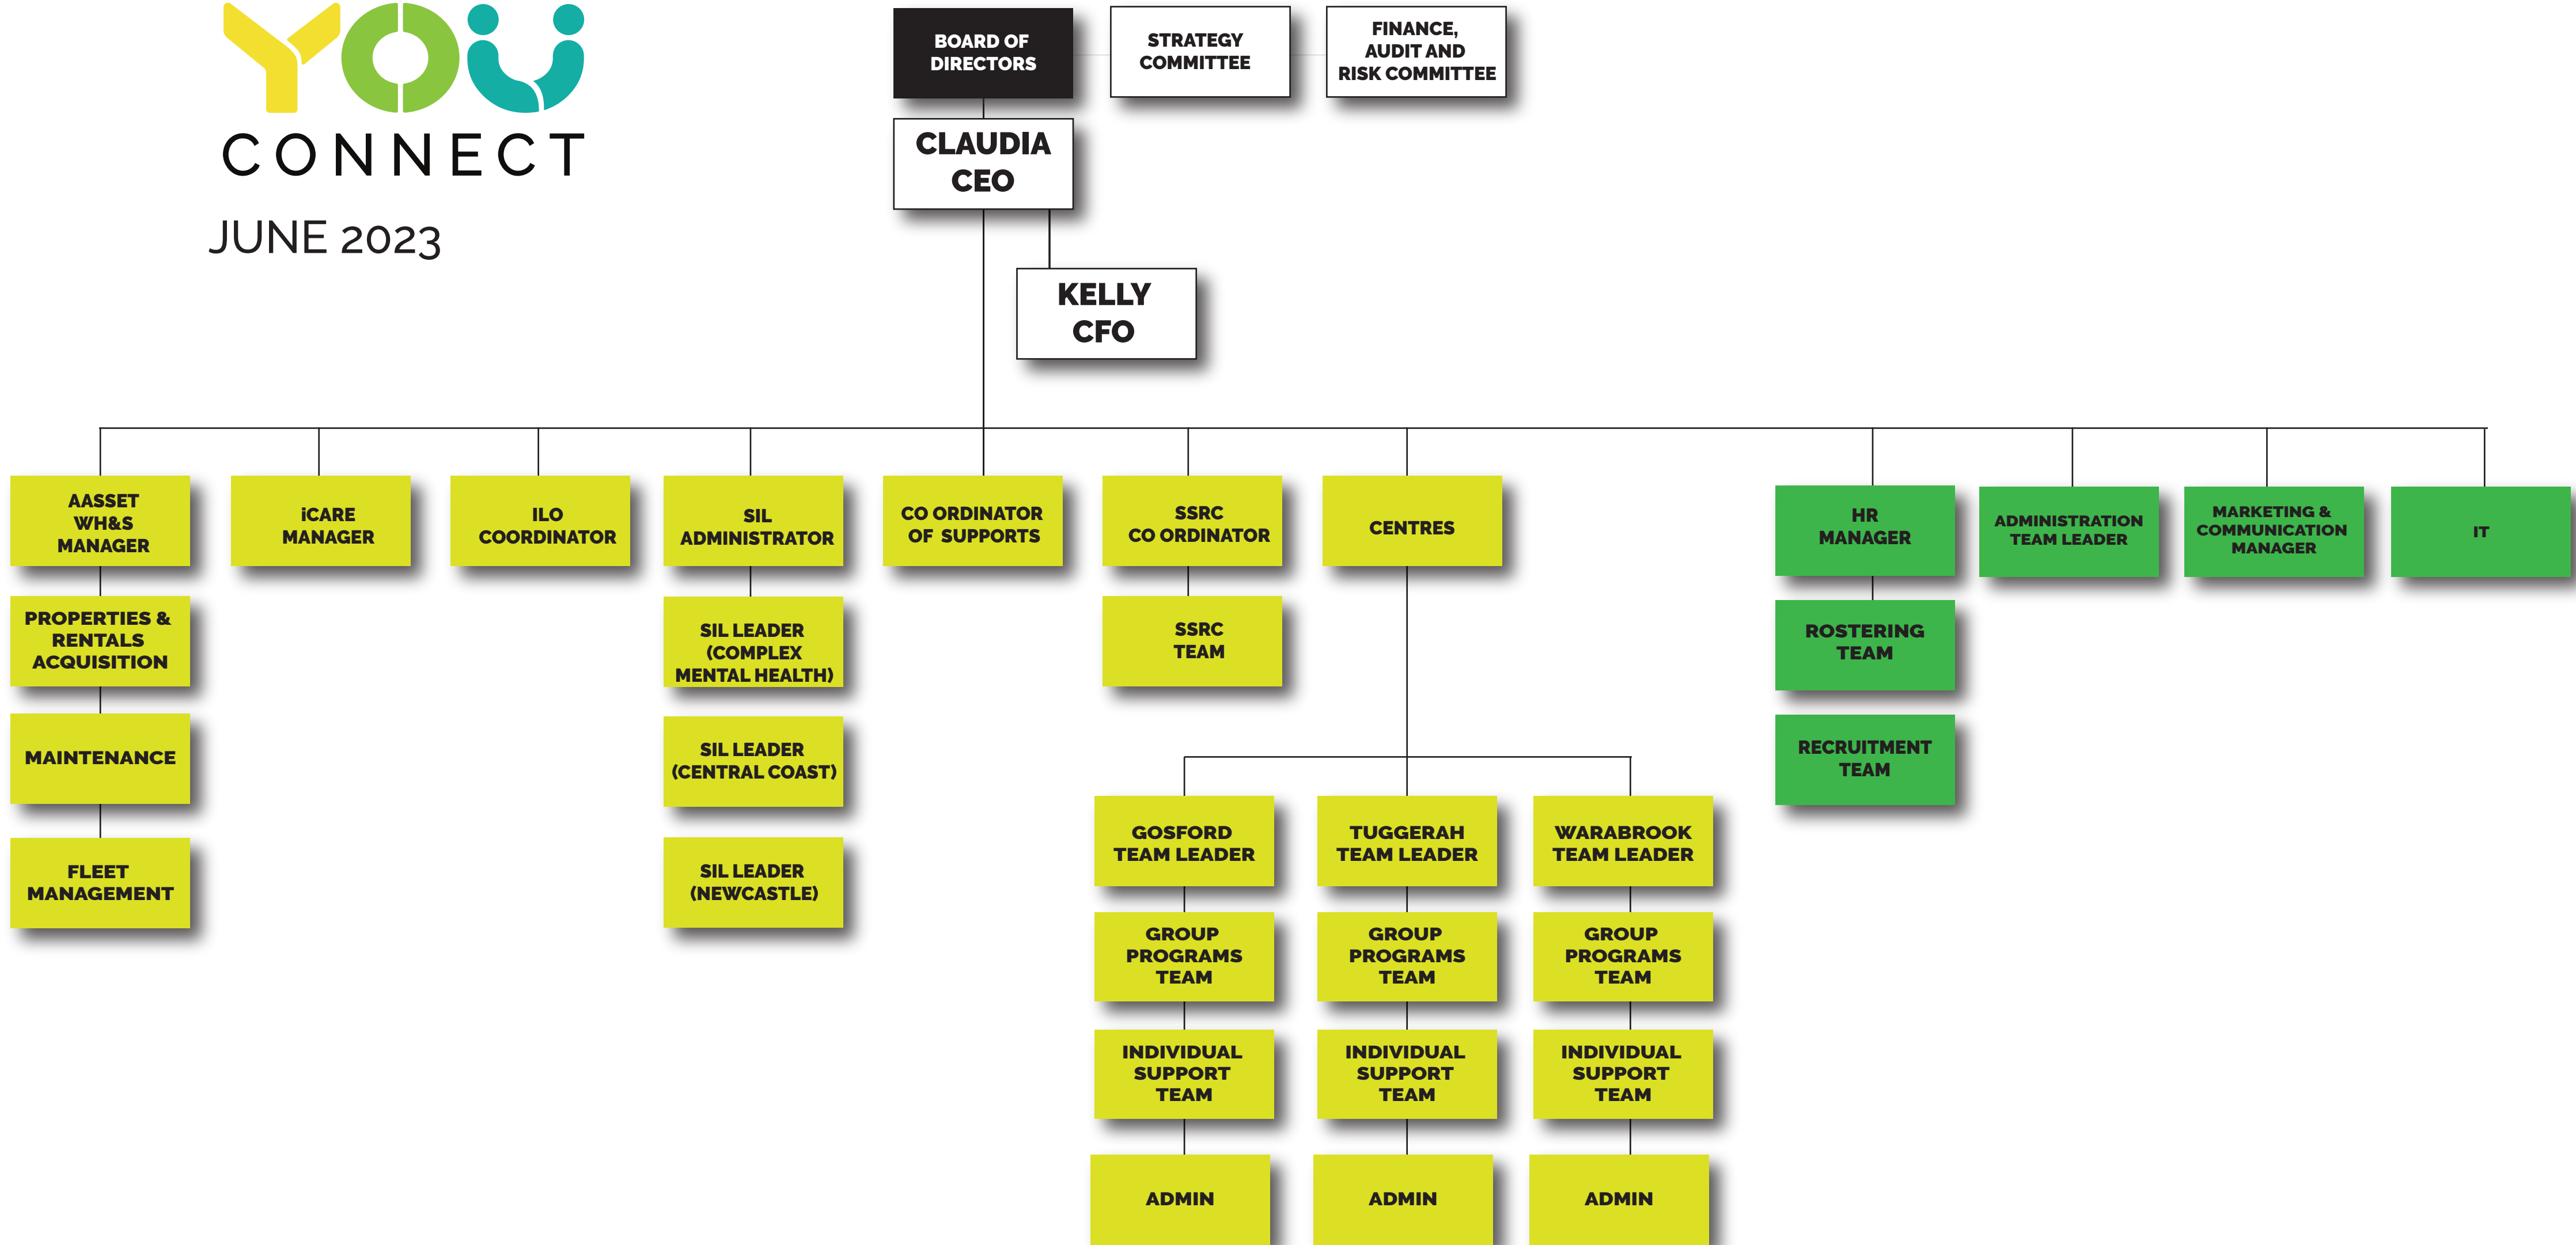 YOU
CONNECT
JUNE 2023
BOARD OF
DIRECTORS
STRATEGY
COMMITTEE
FINANCE,
AUDIT AND
RISK COMMITTEE
CLAUDIA
CEO
KELLY
CFO
AASSET
WH&S
MANAGER
iCARE
MANAGER
ILO
COORDINATOR
SIL
ADMINISTRATOR
CO ORDINATOR
OF SUPPORTS
SSRC
CO ORDINATOR
CENTRES
HR
MANAGER
ADMINISTRATION
TEAM LEADER
MARKETING &
COMMUNICATION
MANAGER
IT
PROPERTIES &
RENTALS
ACQUISITION
SIL LEADER
(COMPLEX
MENTAL HEALTH)
SSRC
TEAM
ROSTERING
TEAM
MAINTENANCE
SIL LEADER
(CENTRAL COAST)
RECRUITMENT
TEAM
FLEET
MANAGEMENT
SIL LEADER
(NEWCASTLE)
GOSFORD
TEAM LEADER
TUGGERAH
TEAM LEADER
WARABROOK
TEAM LEADER
GROUP
PROGRAMS
TEAM
GROUP
PROGRAMS
TEAM
GROUP
PROGRAMS
TEAM
INDIVIDUAL
SUPPORT
TEAM
INDIVIDUAL
SUPPORT
TEAM
INDIVIDUAL
SUPPORT
TEAM
ADMIN
ADMIN
ADMIN